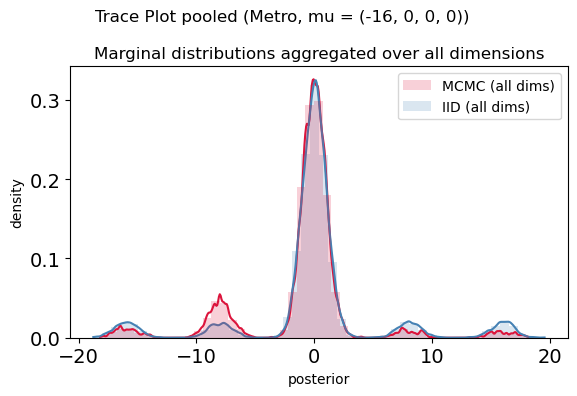 Trace Plot pooled (Metro, mu = (-16, 0, 0, 0))
Marginal distributions aggregated over all dimensions
MCMC (all dims)
IID (all dims)
density
0.3
0.2
0.1
0.0
−20
−10
0
10
20
posterior